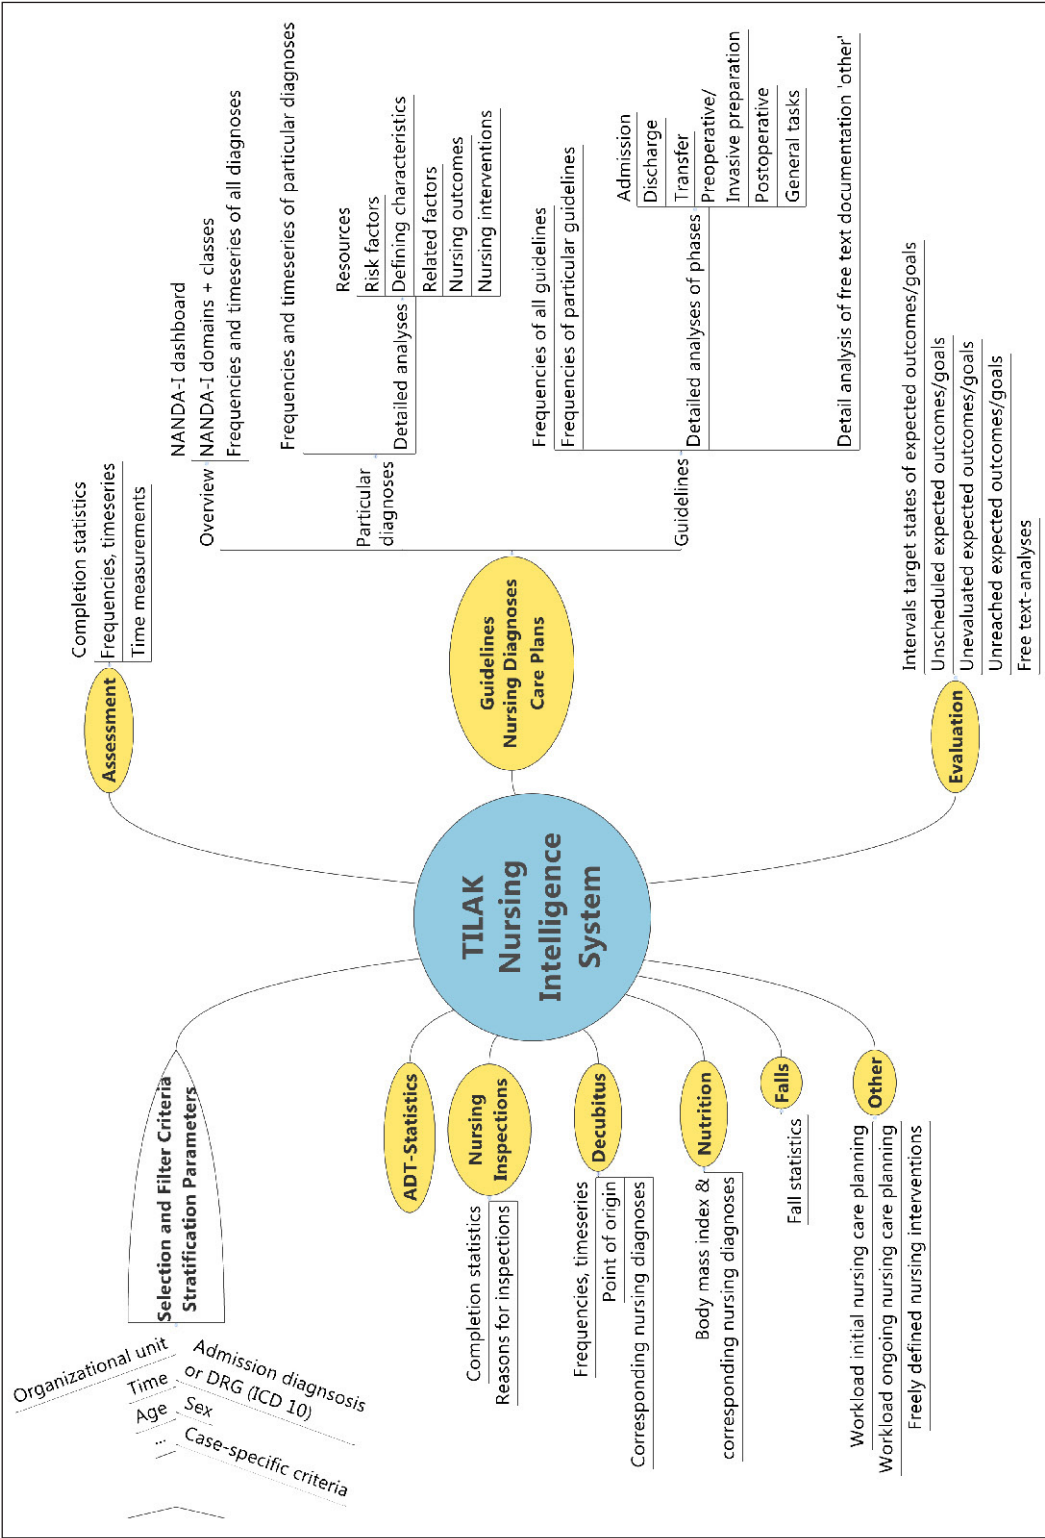 TILAK
Nursing
Intelligence
System
Selection and Filter Criteria
Stratification Parameters
Organizational unit
Time
Age
...
Admission diagnsosis
or DRG (ICD 10)
Sex
Case-specific criteria
ADT-Statistics
Nursing
Inspections
Completion statistics
Reasons for inspections
Decubitus
Frequencies, timeseries
Point of origin
Corresponding nursing diagnoses
Nutrition
Body mass index &
corresponding nursing diagnoses
Falls
Fall statistics
Other
Workload initial nursing care planning
Workload ongoing nursing care planning
Freely defined nursing interventions
Assessment
Completion statistics
Frequencies, timeseries
Time measurements
Guidelines
Nursing Diagnoses
Care Plans
Overview
NANDA-I dashboard
NANDA-I domains + classes
Frequencies and timeseries of all diagnoses
Particular
diagnoses
Frequencies and timeseries of particular diagnoses
Detailed analyses
Resources
Risk factors
Defining characteristics
Related factors
Nursing outcomes
Nursing interventions
Guidelines
Frequencies of all guidelines
Frequencies of particular guidelines
Detailed analyses of phases
Admission
Discharge
Transfer
Preoperative/
Invasive preparation
Postoperative
General tasks
Detail analysis of free text documentation 'other'
Evaluation
Intervals target states of expected outcomes/goals
Unscheduled expected outcomes/goals
Unevaluated expected outcomes/goals
Unreached expected outcomes/goals
Free text-analyses